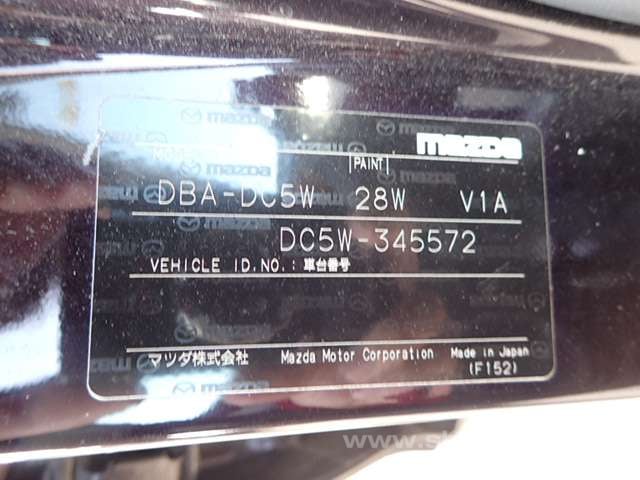 mazda
PAINT
DBA-DC5W 28W V1A
DC5W-345572
VEHICLE ID.NO.:車台番号
マツダ株式会社 Mazda Motor Corporation Made in Japan
(F152)